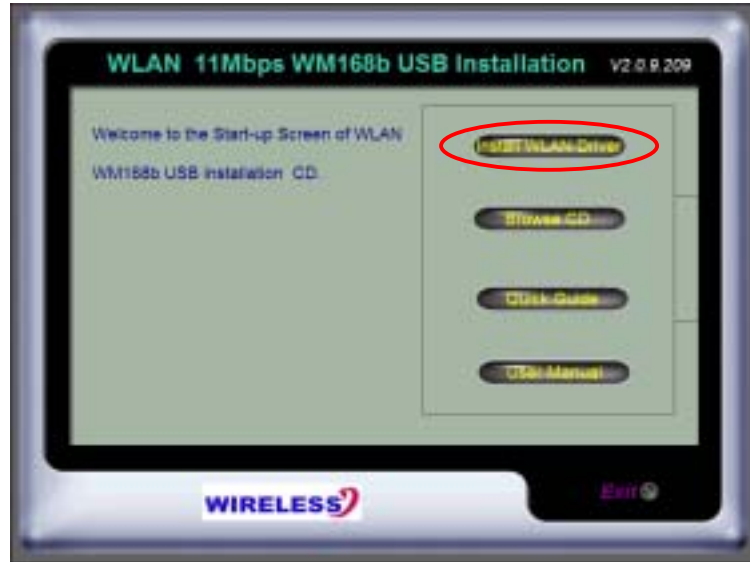 WLAN 11Mbps WM168b USB Installation V2.0.9.209
Welcome to the Start-up Screen of WLAN
WM168b USB installation CD.
Install WLAN Driver
Browse CD
Quick Guide
User Manual
WIRELESS
Exit